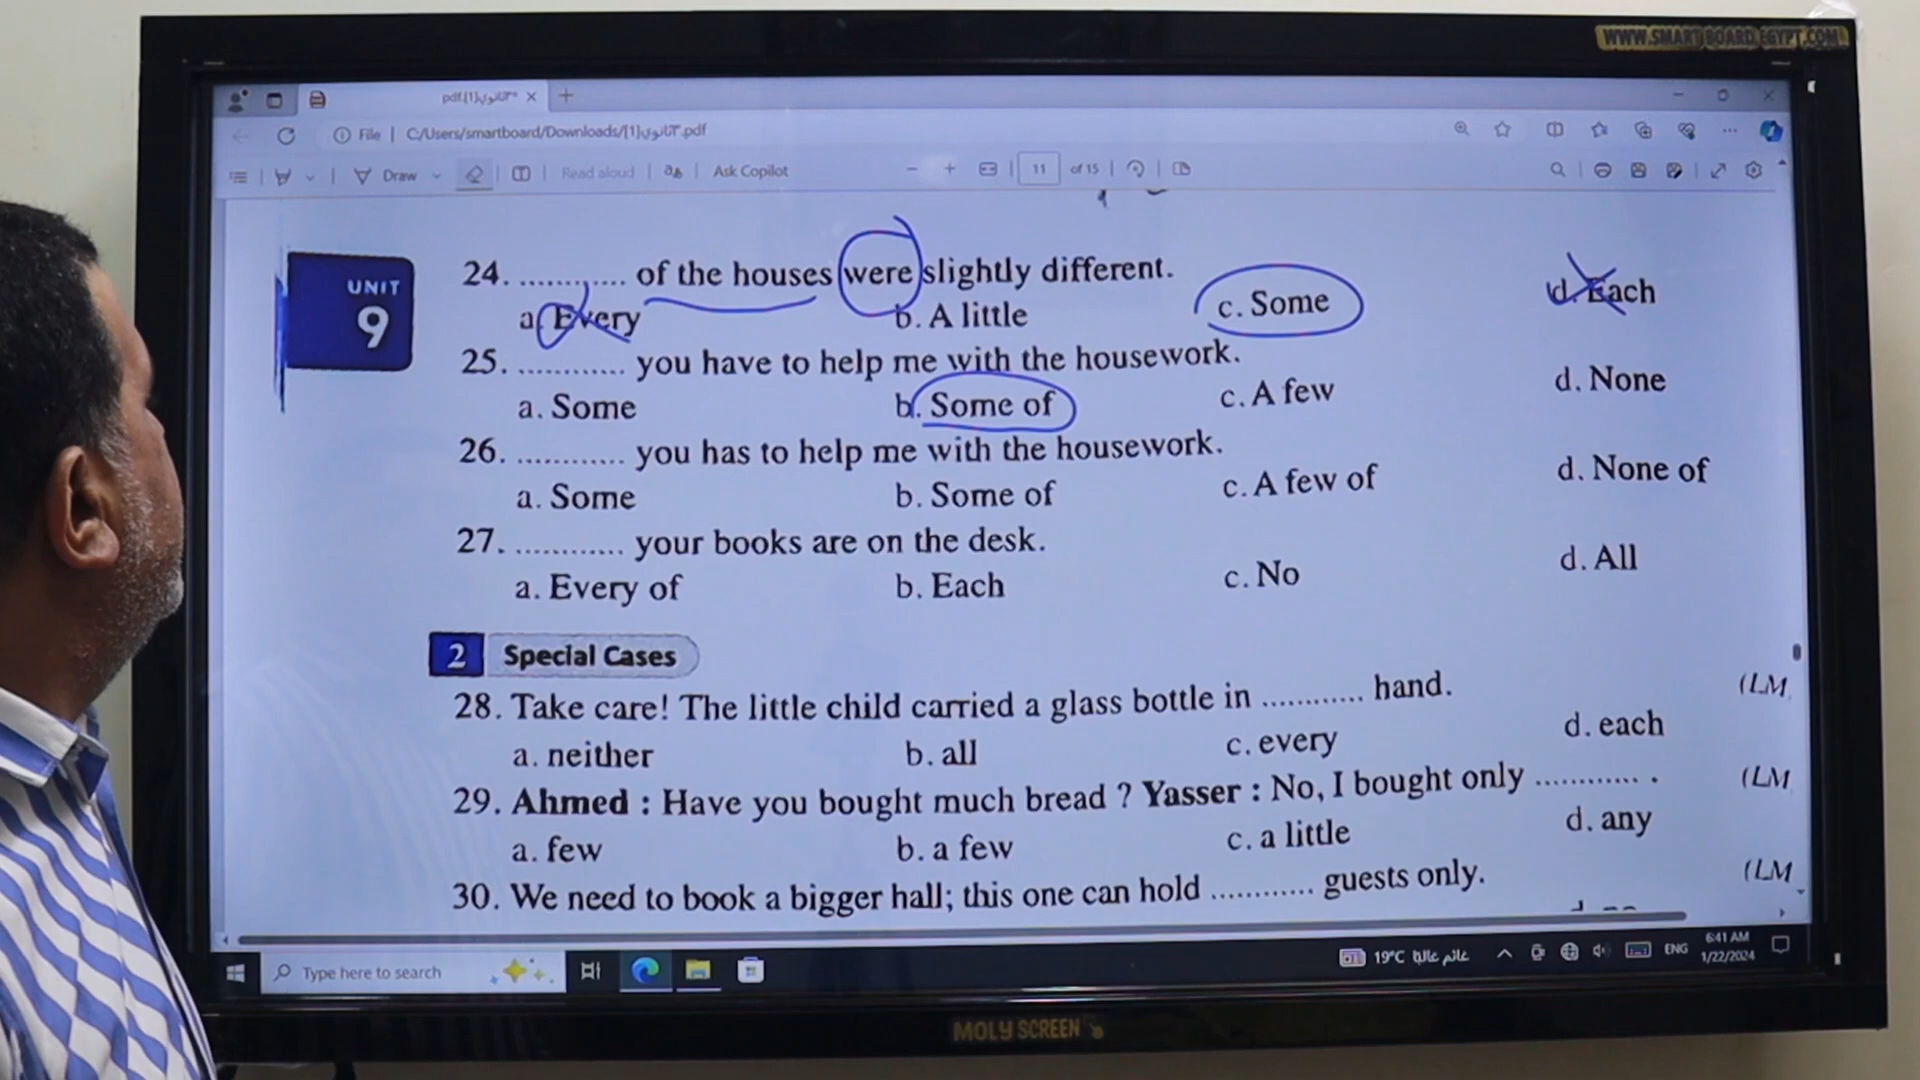 WWW.SMART BOARD EGYPT.COM
File | C:/Users/smartboard/Downloads/
Draw
Read aloud
Ask Copilot
11 of 15
UNIT
9
24. ............ of the houses were slightly different.
a. Every b. A little c. Some d. Each
25. ............ you have to help me with the housework.
a. Some b. Some of c. A few d. None
26. ............ you has to help me with the housework.
a. Some b. Some of c. A few of d. None of
27. ............ your books are on the desk.
a. Every of b. Each c. No d. All
2 Special Cases
28. Take care! The little child carried a glass bottle in ............ hand. (LM
a. neither b. all c. every d. each
29. Ahmed : Have you bought much bread ? Yasser : No, I bought only ............ . (LM
a. few b. a few c. a little d. any
30. We need to book a bigger hall; this one can hold ............ guests only. (LM
Type here to search
19°C غائم غالبا
ENG
6:41 AM
1/22/2024
MOLY SCREEN